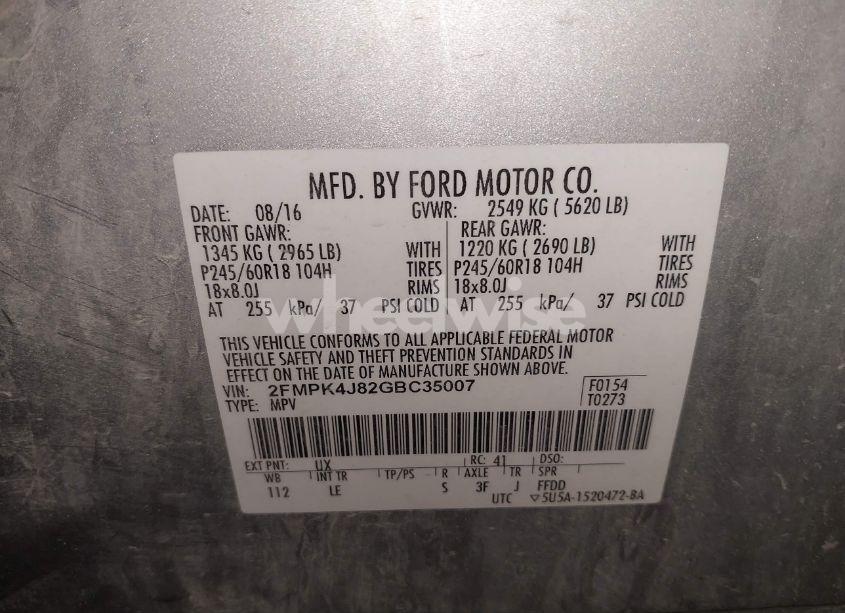 MFD. BY FORD MOTOR CO.
DATE: 08/16 GVWR: 2549 KG ( 5620 LB)
FRONT GAWR: REAR GAWR:
1345 KG ( 2965 LB) WITH 1220 KG ( 2690 LB) WITH
P245/60R18 104H TIRES P245/60R18 104H TIRES
18x8.0J RIMS 18x8.0J RIMS
AT 255 kPa/ 37 PSI COLD AT 255 kPa/ 37 PSI COLD
wheelwise
THIS VEHICLE CONFORMS TO ALL APPLICABLE FEDERAL MOTOR
VEHICLE SAFETY AND THEFT PREVENTION STANDARDS IN
EFFECT ON THE DATE OF MANUFACTURE SHOWN ABOVE.
VIN: 2FMPK4J82GBC35007 F0154
TYPE: MPV T0273
EXT PNT: UX RC: 41 DSO:
WB INT TR TP/PS R AXLE TR SPR
112 LE S 3F J FFDD
UTC ▽5U5A-1520472-BA